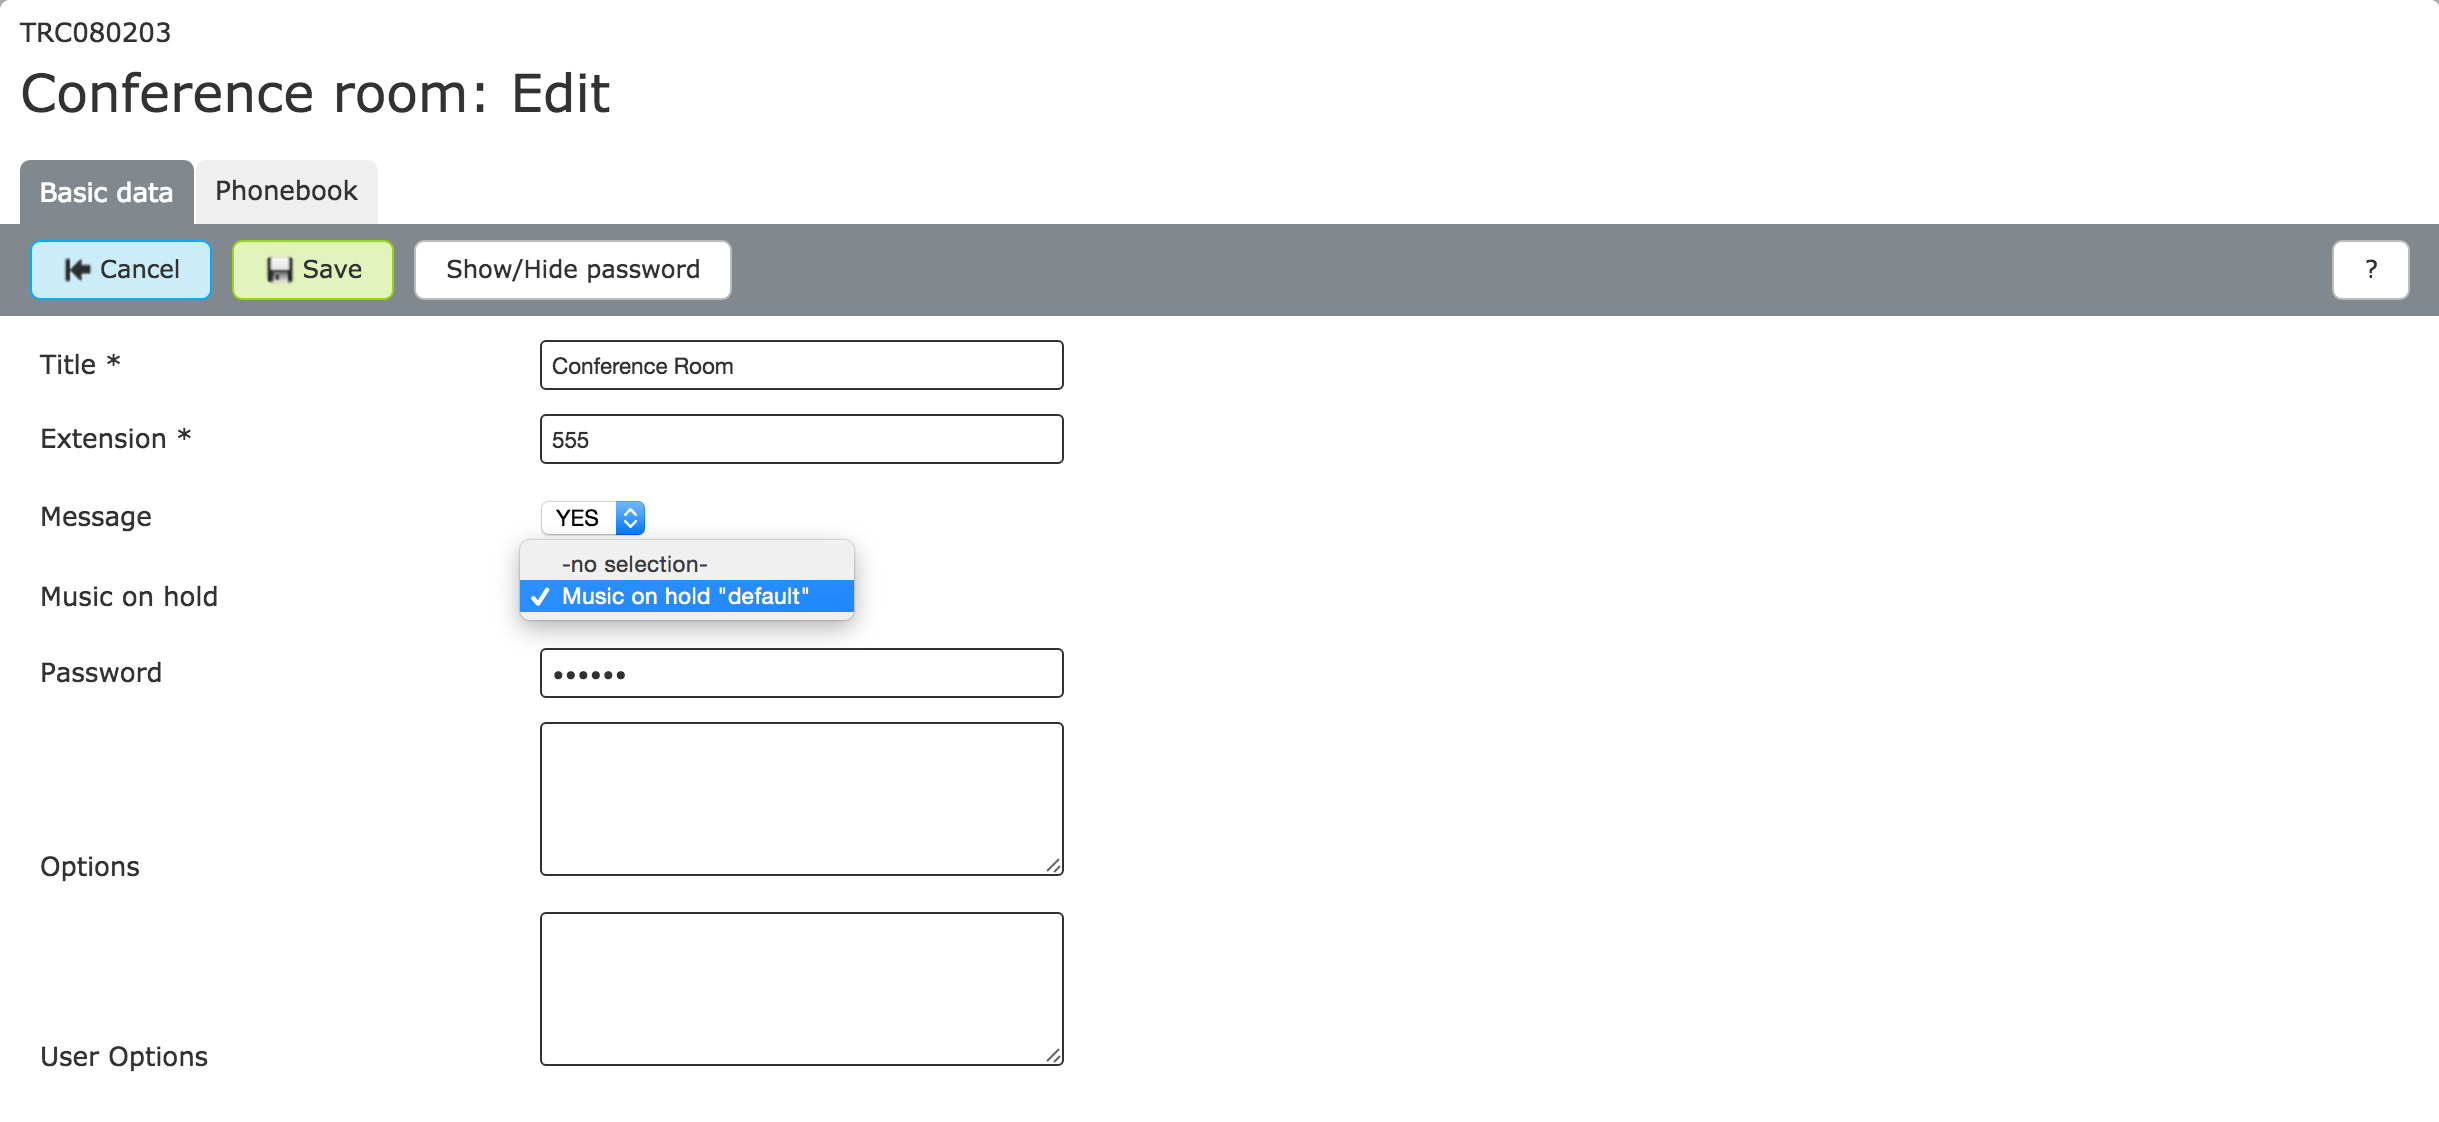 TRC080203
Conference room: Edit
Basic data Phonebook
Cancel Save Show/Hide password ?
Title * Conference Room
Extension * 555
Message YES
-no selection-
Music on hold Music on hold "default"
Password ••••••
Options
User Options